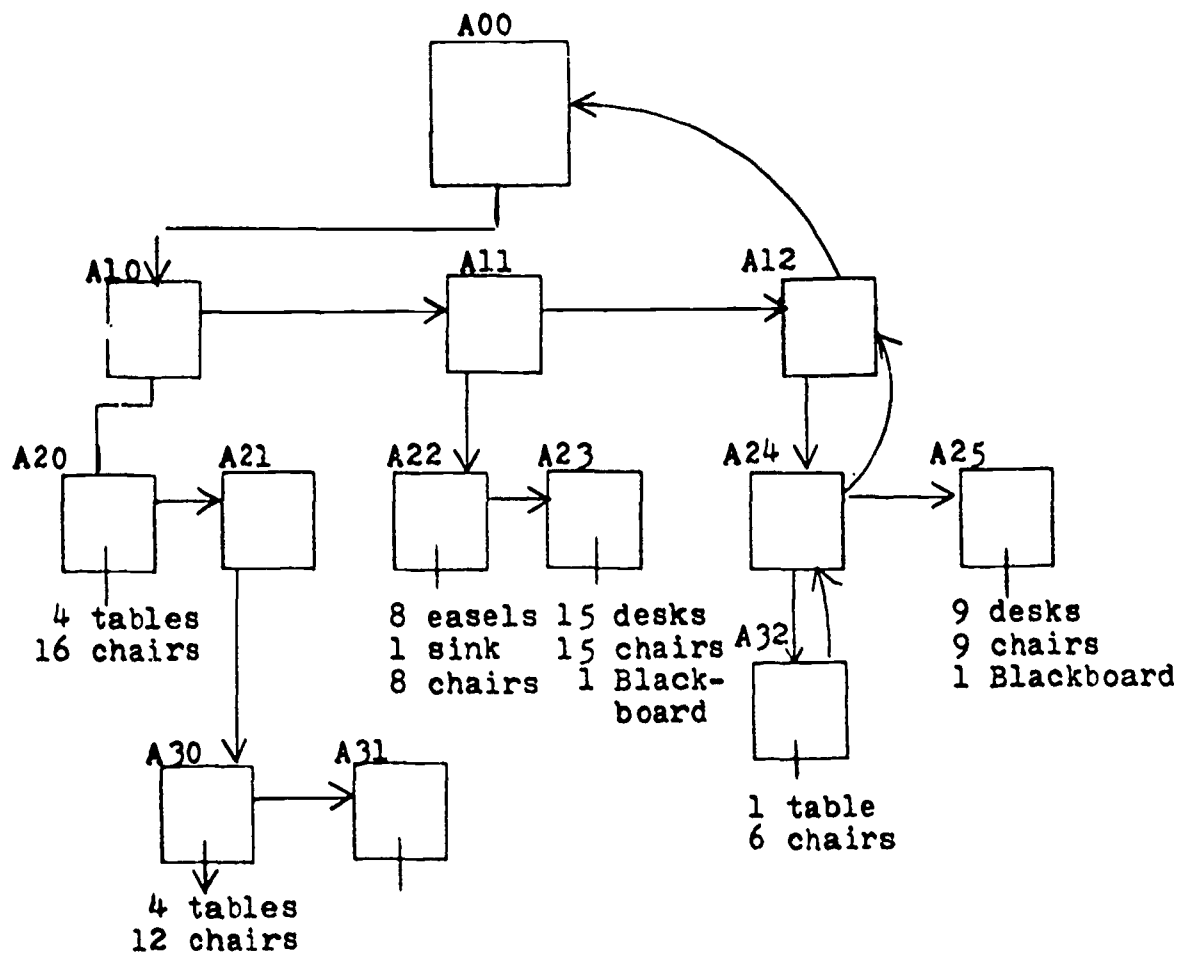 A00
A10
A11
A12
A20
A21
A22
A23
A24
A25
4 tables
16 chairs
8 easels
1 sink
8 chairs
15 desks
15 chairs
1 Black-
board
A32
9 desks
9 chairs
1 Blackboard
A30
A31
1 table
6 chairs
4 tables
12 chairs